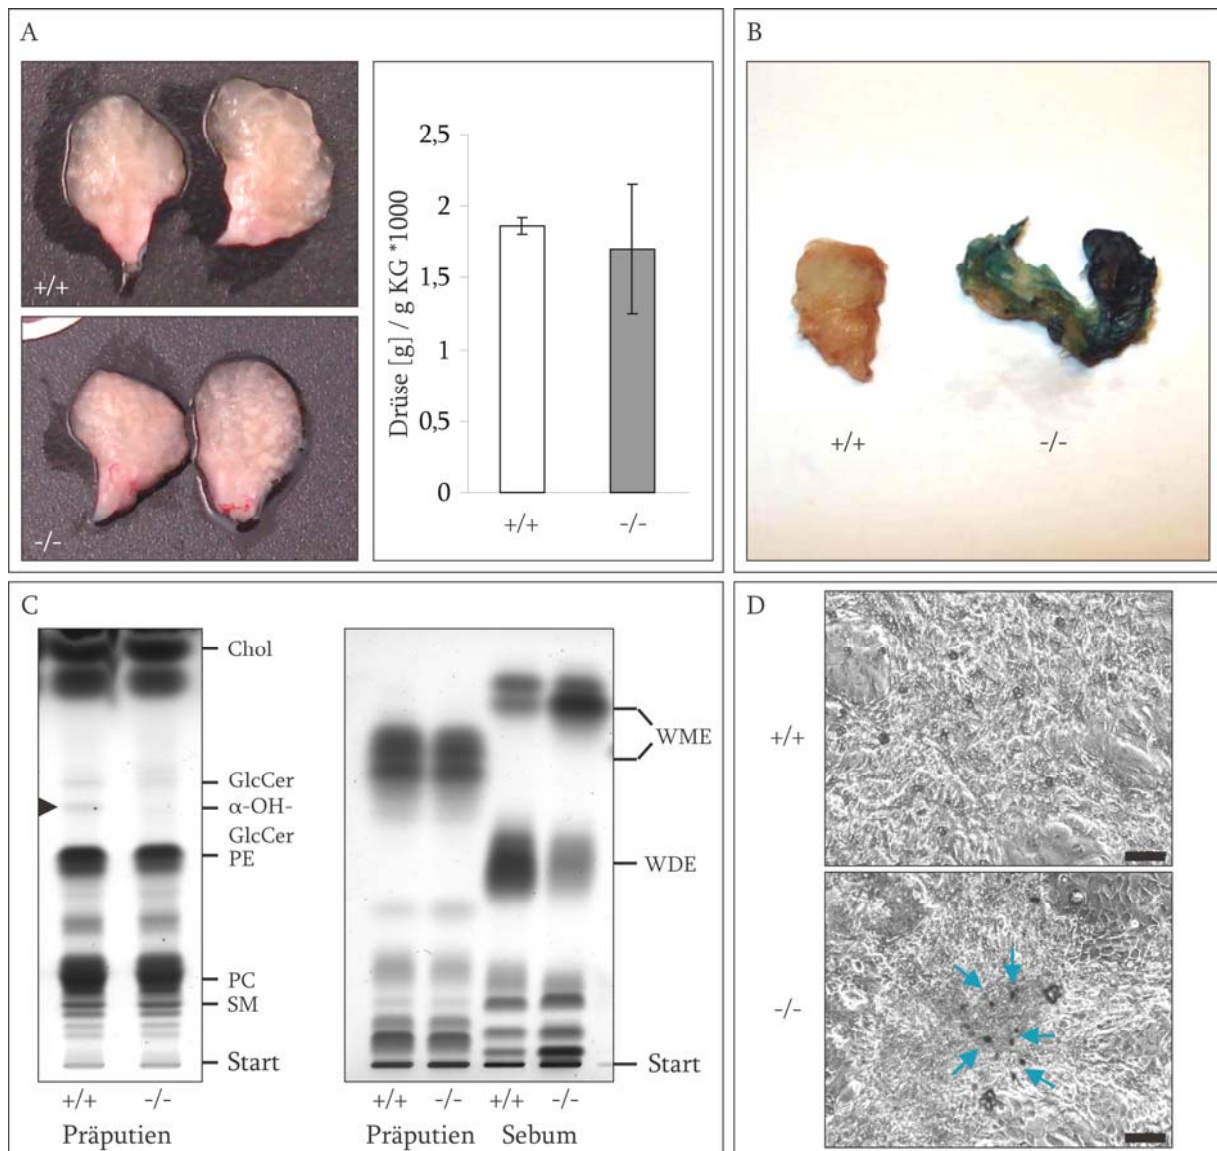 A
+/+
-/-
Drüse [g] / g KG *1000
2,5
2
1,5
1
0,5
0
+/+
-/-
B
+/+
-/-
C
Chol
GlcCer
α-OH-
GlcCer
PE
PC
SM
Start
+/+
-/-
Präputien
WME
WDE
Start
+/+
-/-
+/+
-/-
Präputien
Sebum
D
+/+
-/-